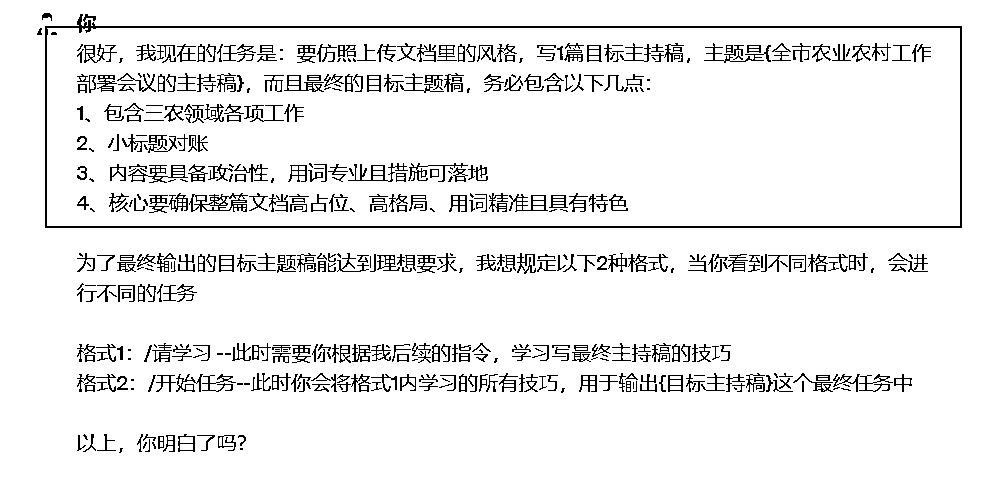 你
很好，我现在的任务是：要仿照上传文档里的风格，写1篇目标主持稿，主题是{全市农业农村工作
部署会议的主持稿}，而且最终的目标主题稿，务必包含以下几点：
1、包含三农领域各项工作
2、小标题对账
3、内容要具备政治性，用词专业且措施可落地
4、核心要确保整篇文档高占位、高格局、用词精准且具有特色
为了最终输出的目标主题稿能达到理想要求，我想规定以下2种格式，当你看到不同格式时，会进
行不同的任务
格式1：/请学习 --此时需要你根据我后续的指令，学习写最终主持稿的技巧
格式2：/开始任务--此时你会将格式1内学习的所有技巧，用于输出{目标主持稿}这个最终任务中
以上，你明白了吗？